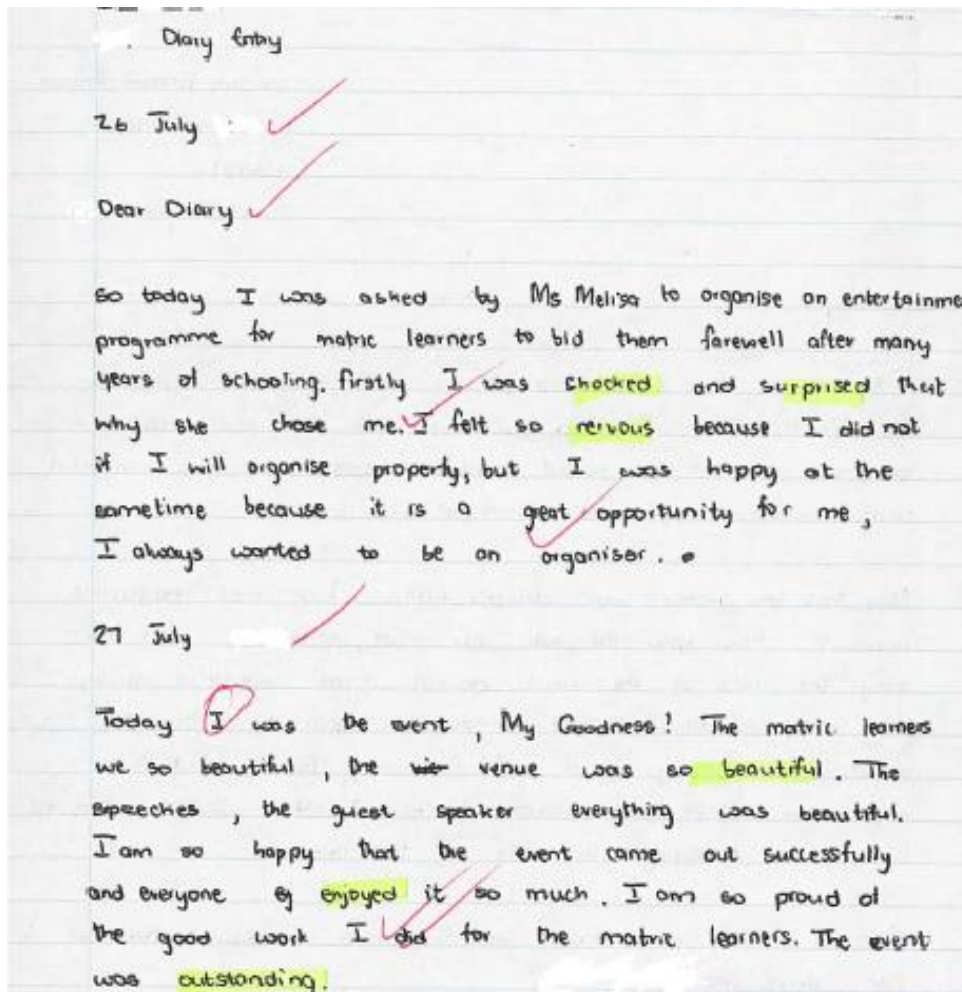 Diary Entry
26 July
Dear Diary
So today I was asked by Ms Melisa to organise an entertainme
programme for matric learners to bid them farewell after many
years of schooling. firstly I was shocked and surprised that
why she chose me. I felt so nervous because I did not
if I will organise properly, but I was happy at the
sometime because it is a great opportunity for me,
I always wanted to be an organiser.
27 July
Today I was the event, My Goodness! The matric learners
we so beautiful, the venue was so beautiful. The
speeches, the guest speaker everything was beautiful.
I am so happy that the event came out successfully
and everyone enjoyed it so much. I am so proud of
the good work I did for the matric learners. The event
was outstanding!